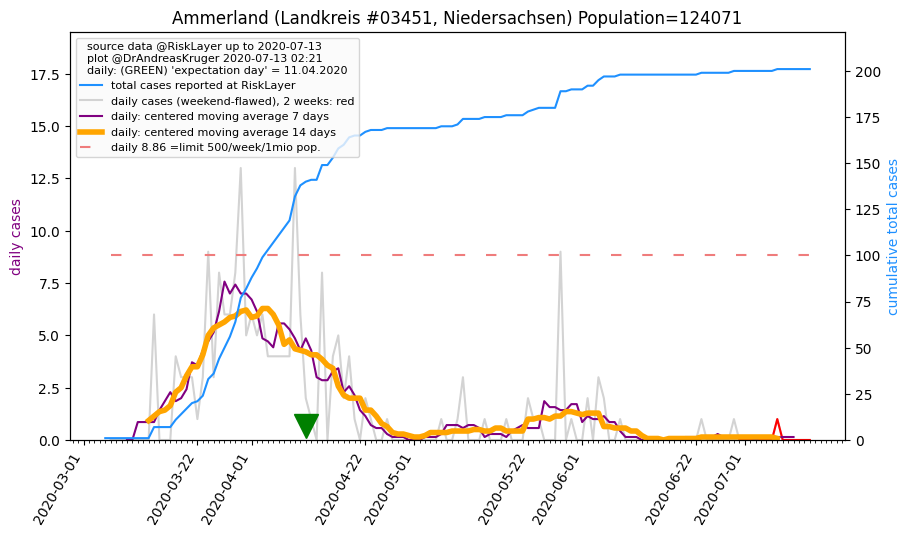 Ammerland (Landkreis #03451, Niedersachsen) Population=124071
source data @RiskLayer up to 2020-07-13
plot @DrAndreasKruger 2020-07-13 02:21
daily: (GREEN) 'expectation day' = 11.04.2020
total cases reported at RiskLayer
daily cases (weekend-flawed), 2 weeks: red
daily: centered moving average 7 days
daily: centered moving average 14 days
daily 8.86 =limit 500/week/1mio pop.
daily cases
17.5
15.0
12.5
10.0
7.5
5.0
2.5
0.0
200
175
150
125
100
75
50
25
0
cumulative total cases
2020-03-01
2020-03-22
2020-04-01
2020-04-22
2020-05-01
2020-05-22
2020-06-01
2020-06-22
2020-07-01